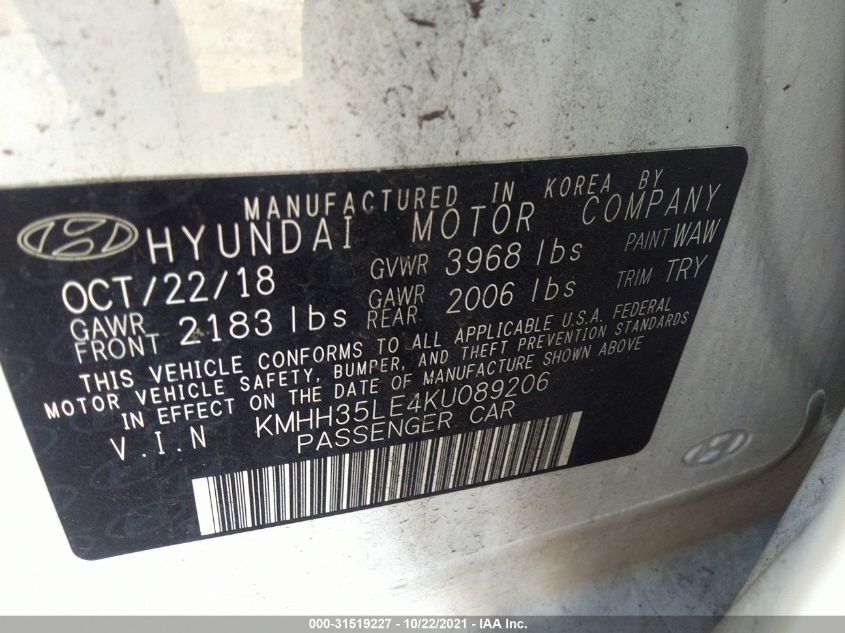 MANUFACTURED IN KOREA BY
HYUNDAI MOTOR COMPANY
OCT/22/18 GVWR 3968 lbs PAINT WAW
GAWR FRONT 2183 lbs GAWR REAR 2006 lbs TRIM TRY
THIS VEHICLE CONFORMS TO ALL APPLICABLE U.S.A. FEDERAL
MOTOR VEHICLE SAFETY, BUMPER, AND THEFT PREVENTION STANDARDS
IN EFFECT ON THE DATE OF MANUFACTURE SHOWN ABOVE
V.I.N KMHH35LE4KU089206
PASSENGER CAR
000-31519227 - 10/22/2021 - IAA Inc.